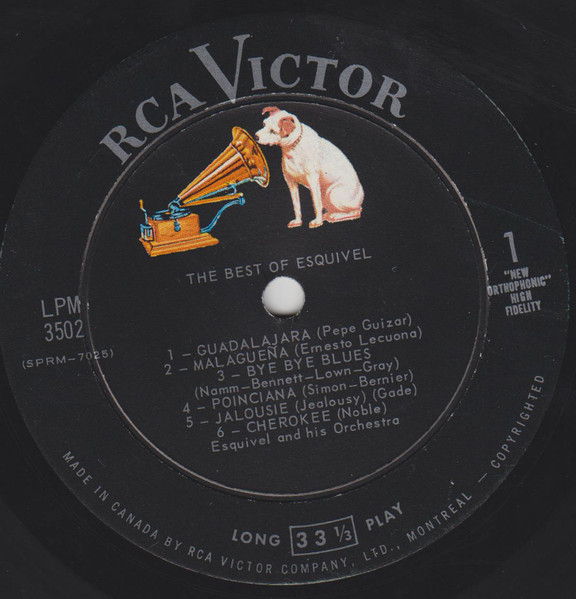 RCA VICTOR
THE BEST OF ESQUIVEL
LPM
3502
(SPRM-7025)
1
"NEW
ORTHOPHONIC"
HIGH
FIDELITY
1 - GUADALAJARA (Pepe Guizar)
2 - MALAGUEÑA (Ernesto Lecuona)
3 - BYE BYE BLUES
(Namm-Bennett-Lown-Gray)
4 - POINCIANA (Simon-Bernier)
5 - JALOUSIE (Jealousy) (Gade)
6 - CHEROKEE (Noble)
Esquivel and his Orchestra
LONG 33 1/3 PLAY
MADE IN CANADA BY RCA VICTOR COMPANY, LTD., MONTREAL - COPYRIGHTED